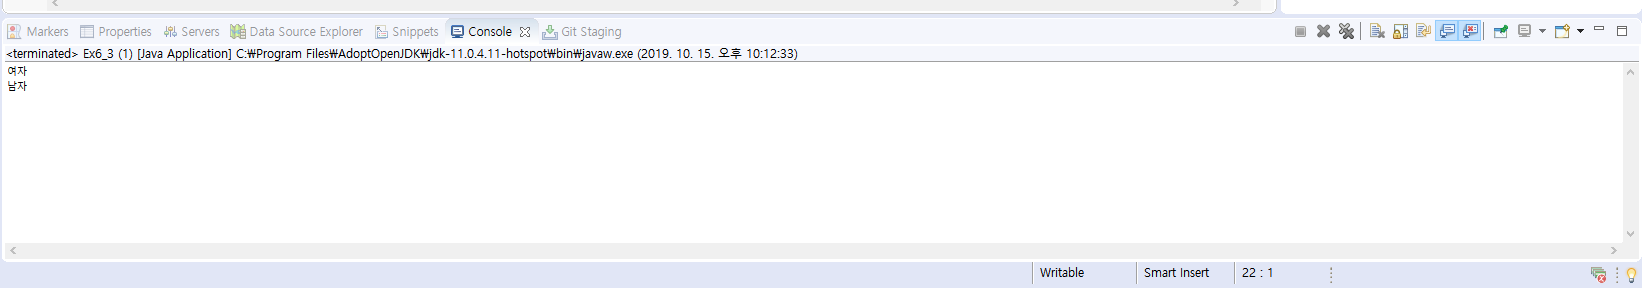 Markers Properties Servers Data Source Explorer Snippets Console Git Staging
<terminated> Ex6_3 (1) [Java Application] C:₩Program Files₩AdoptOpenJDK₩jdk-11.0.4.11-hotspot₩bin₩javaw.exe (2019. 10. 15. 오후 10:12:33)
여자
남자
Writable Smart Insert 22 : 1